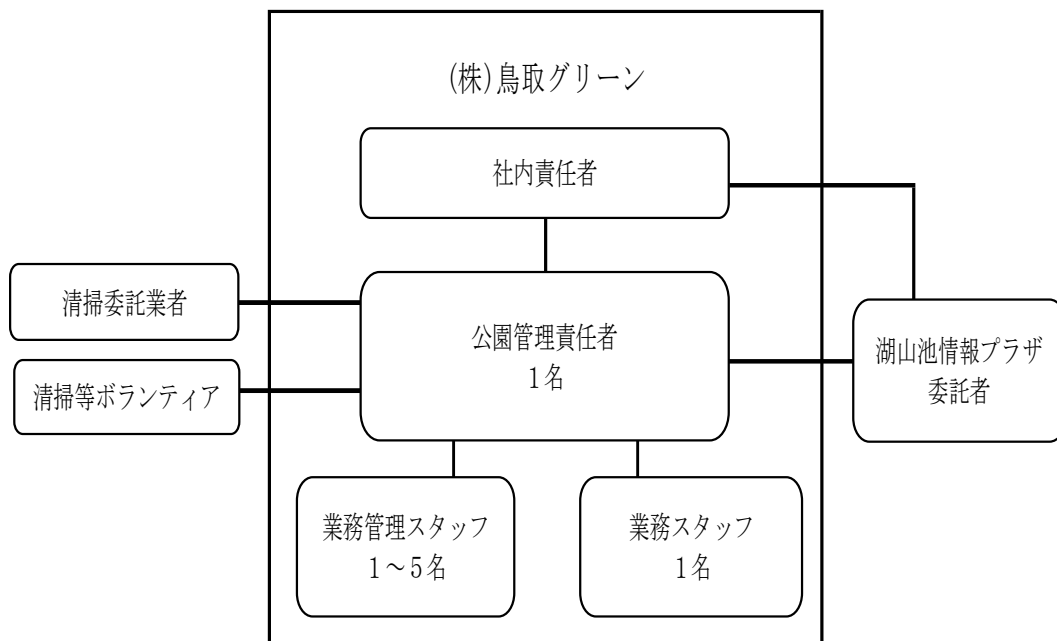 (株)鳥取グリーン
社内責任者
清掃委託業者
公園管理責任者
1名
湖山池情報プラザ
委託者
清掃等ボランティア
業務管理スタッフ
1～5名
業務スタッフ
1名